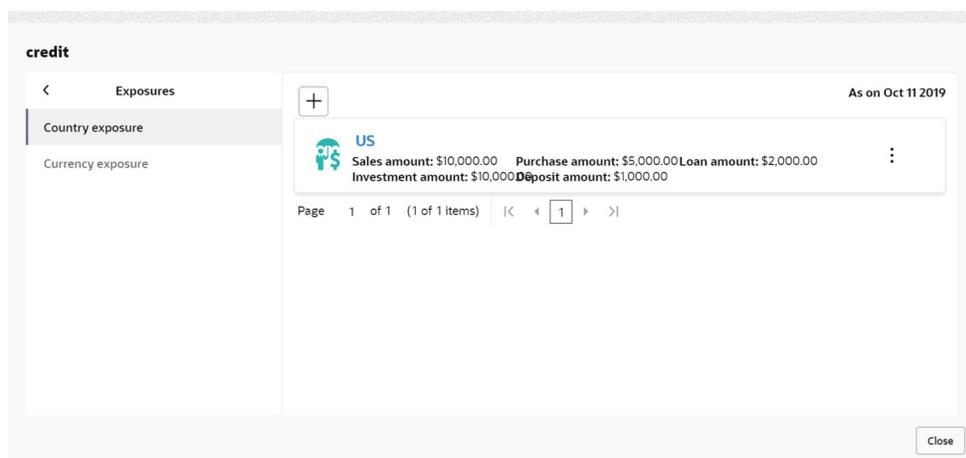 credit
Exposures
As on Oct 11 2019
Country exposure
Currency exposure
US
Sales amount: $10,000.00 Purchase amount: $5,000.00 Loan amount: $2,000.00
Investment amount: $10,000.00 Deposit amount: $1,000.00
Page 1 of 1 (1 of 1 items) 1
Close